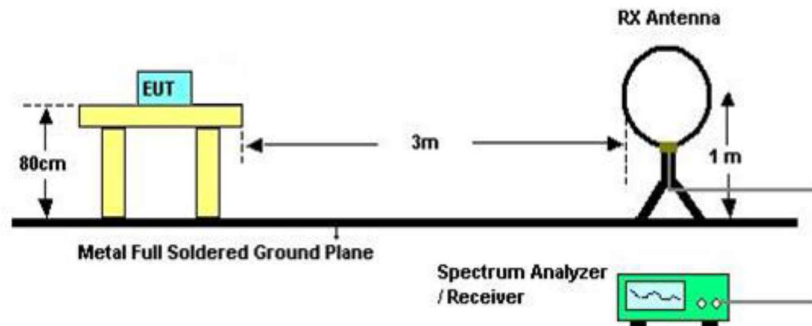 RX Antenna
EUT
3m
80cm
1 m
Metal Full Soldered Ground Plane
Spectrum Analyzer
/ Receiver